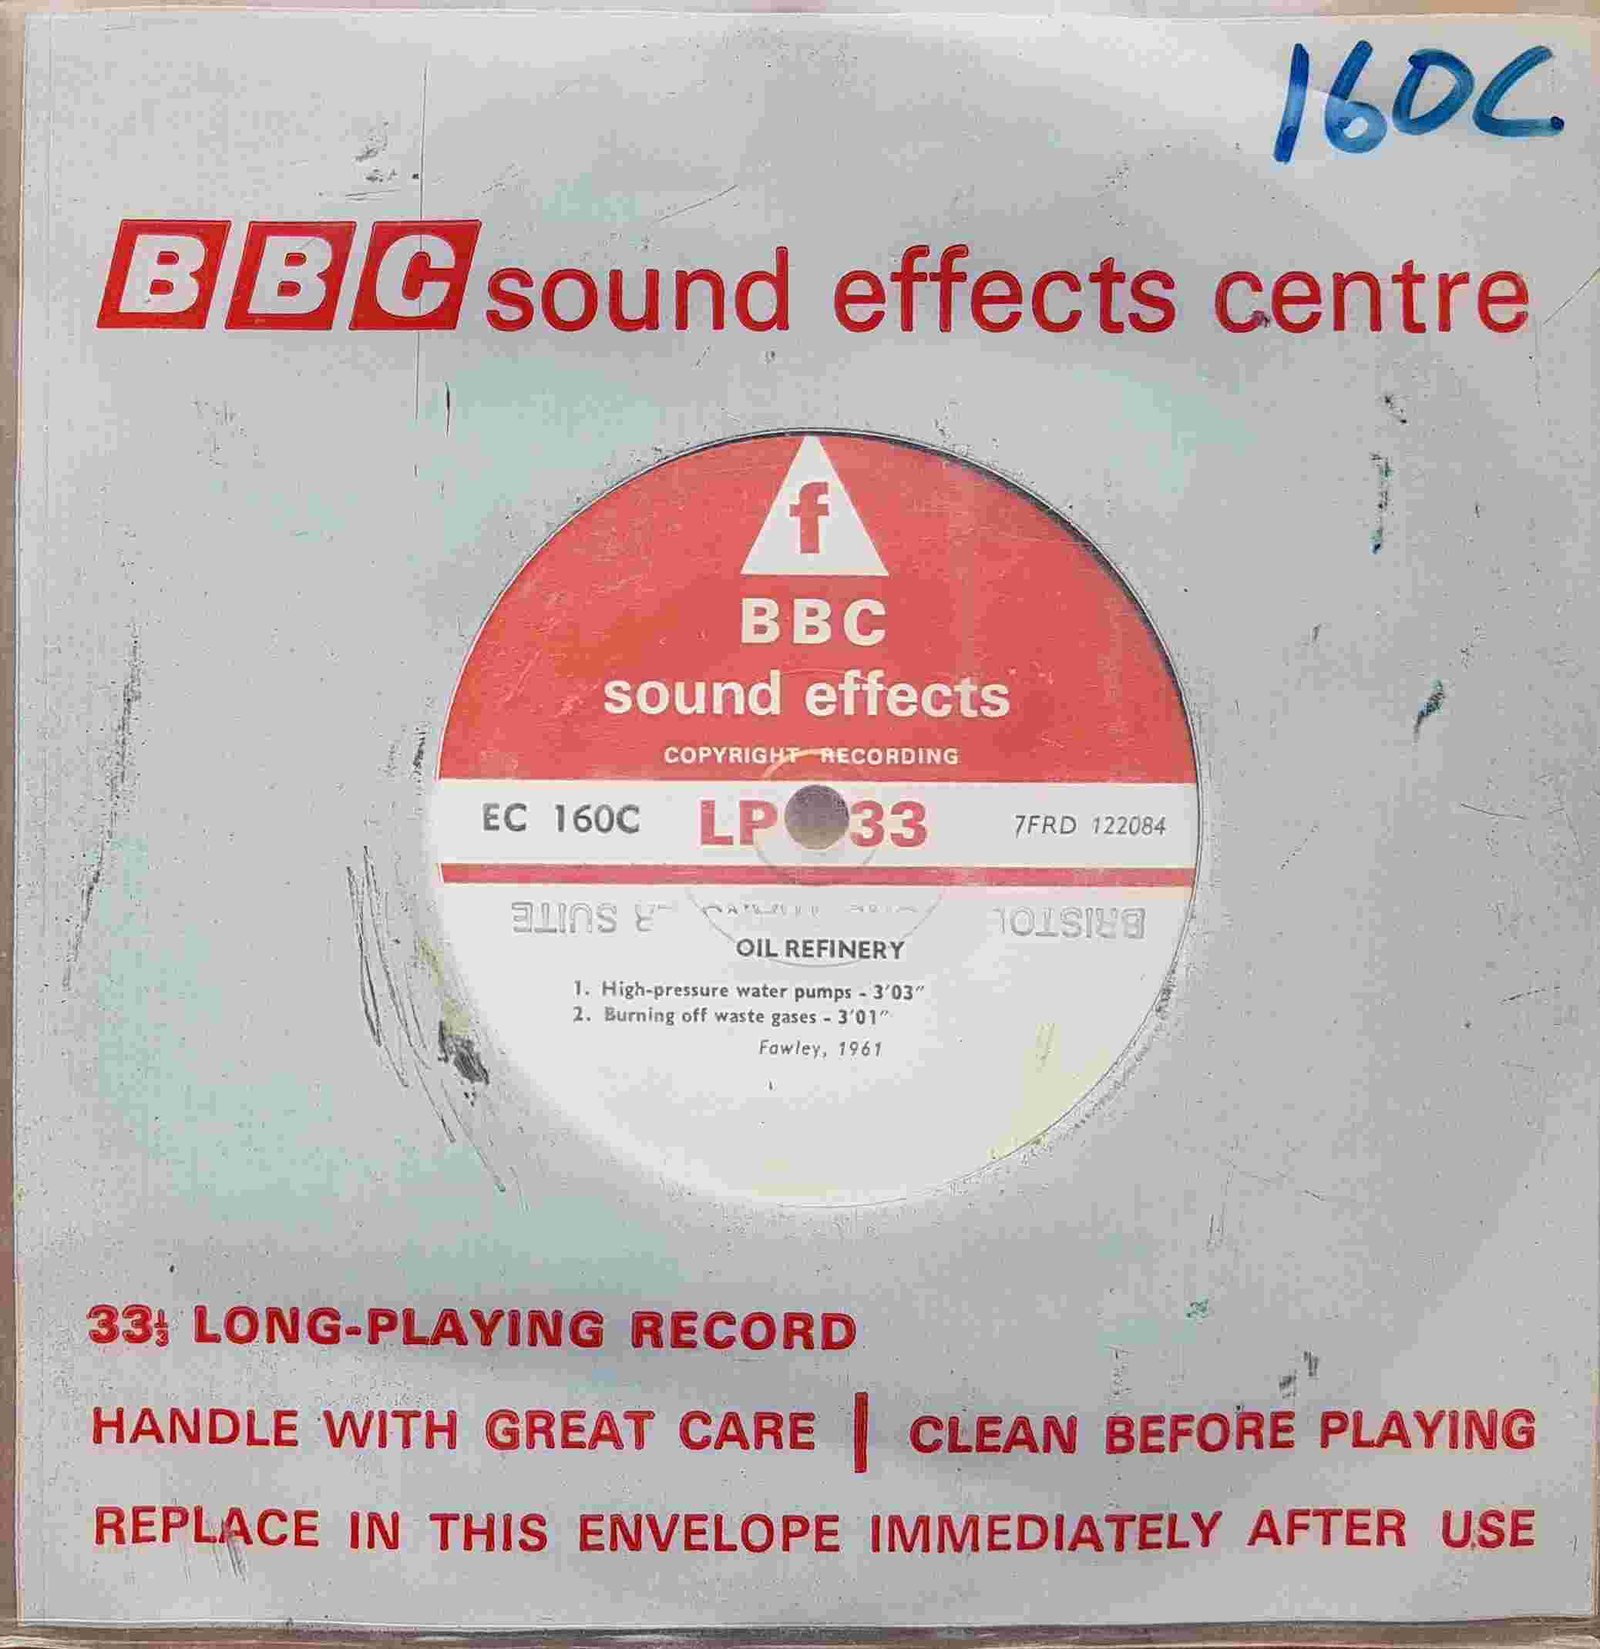 160C
BBC sound effects centre
f
BBC
sound effects
COPYRIGHT RECORDING
EC 160C LP 33 7FRD 122084
BRISTOL R SUITE
OIL REFINERY
1. High-pressure water pumps - 3'03"
2. Burning off waste gases - 3'01"
Fawley, 1961
33⅓ LONG-PLAYING RECORD
HANDLE WITH GREAT CARE | CLEAN BEFORE PLAYING
REPLACE IN THIS ENVELOPE IMMEDIATELY AFTER USE